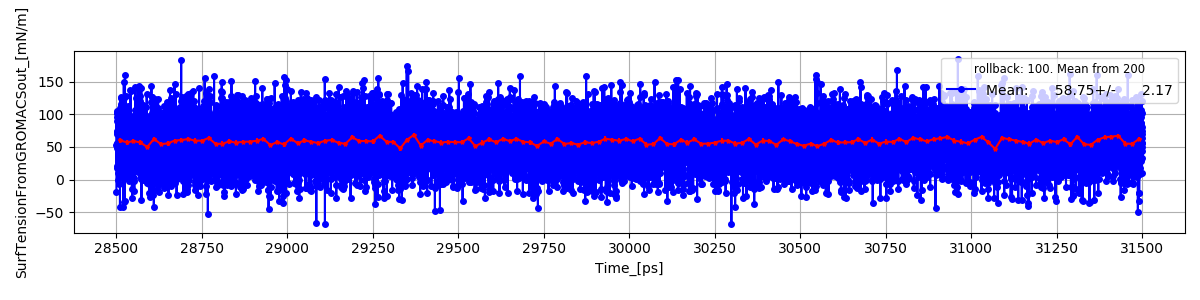 SurfTensionFromGROMACSout_[mN/m]
150
100
50
0
−50
rollback: 100. Mean from 200
Mean: 58.75+/- 2.17
28500 28750 29000 29250 29500 29750 30000 30250 30500 30750 31000 31250 31500
Time_[ps]